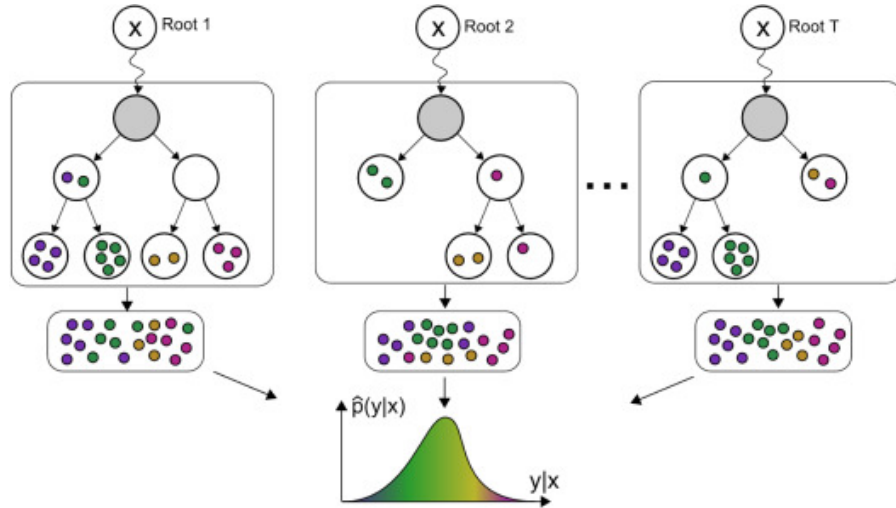 X Root 1
X Root 2
X Root T
...
p̂(y|x)
y|x